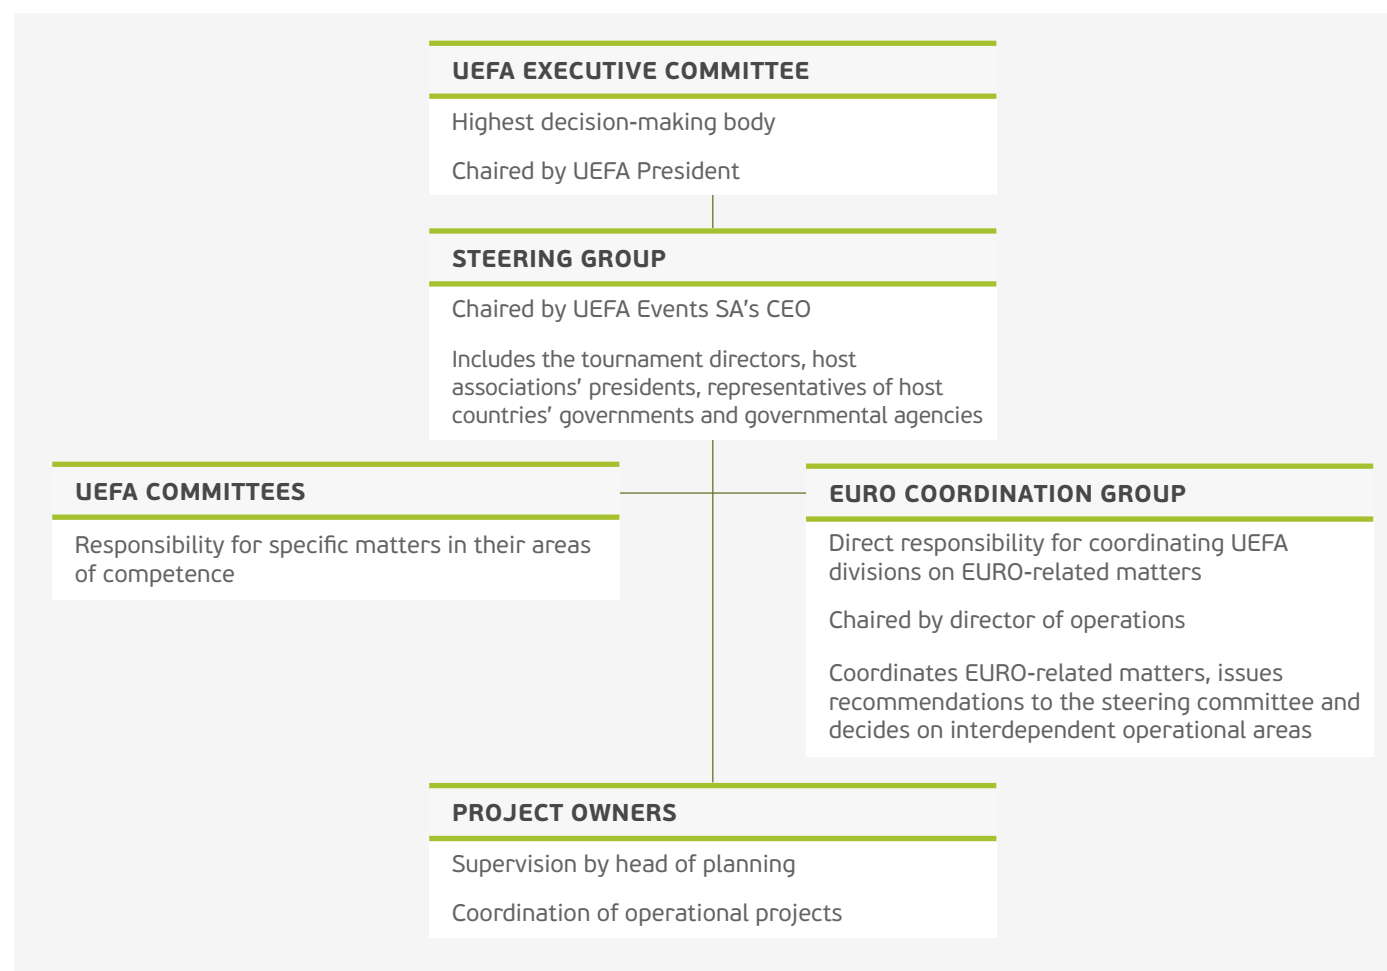 UEFA EXECUTIVE COMMITTEE
Highest decision-making body
Chaired by UEFA President
STEERING GROUP
Chaired by UEFA Events SA’s CEO
Includes the tournament directors, host
associations’ presidents, representatives of host
countries’ governments and governmental agencies
UEFA COMMITTEES
Responsibility for specific matters in their areas
of competence
EURO COORDINATION GROUP
Direct responsibility for coordinating UEFA
divisions on EURO-related matters
Chaired by director of operations
Coordinates EURO-related matters, issues
recommendations to the steering committee and
decides on interdependent operational areas
PROJECT OWNERS
Supervision by head of planning
Coordination of operational projects